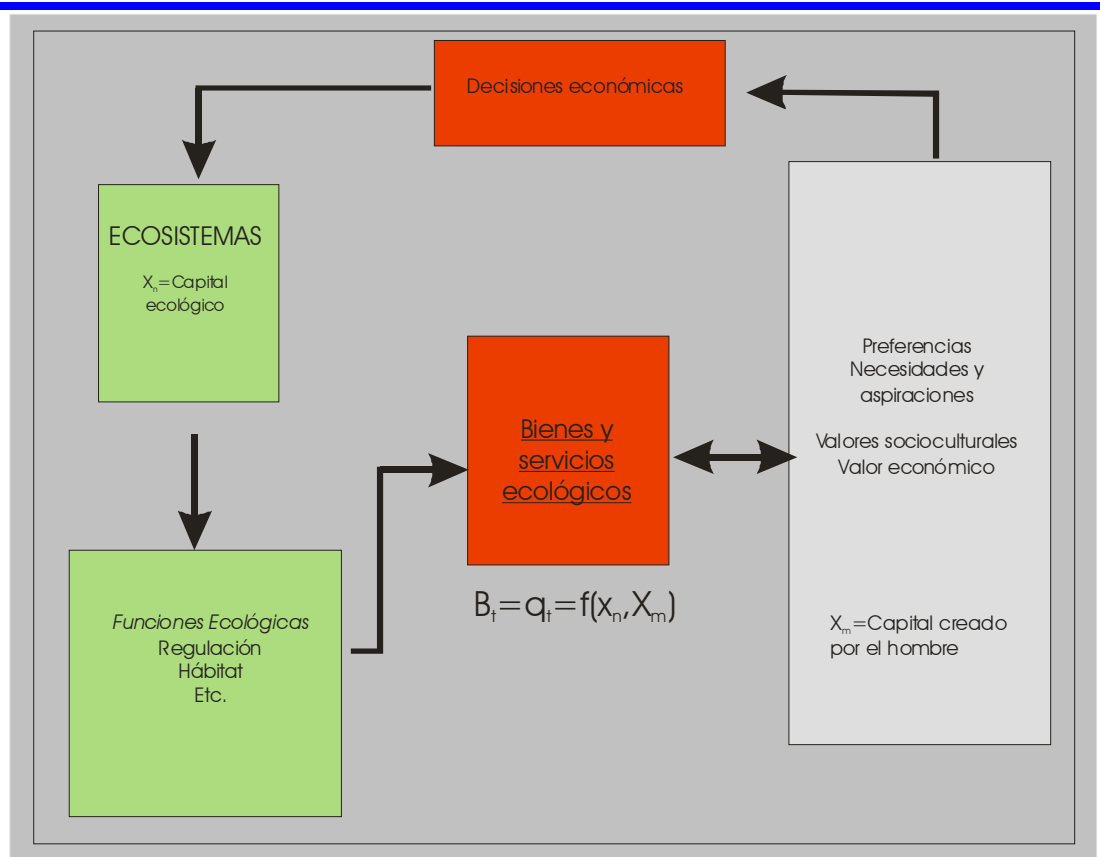 Decisiones económicas
ECOSISTEMAS
Xₙ=Capital
ecológico
Funciones Ecológicas
Regulación
Hábitat
Etc.
Bienes y
servicios
ecológicos
Bₜ=qₜ=f(xₙ,Xₘ)
Preferencias
Necesidades y
aspiraciones
Valores socioculturales
Valor económico
Xₘ=Capital creado
por el hombre